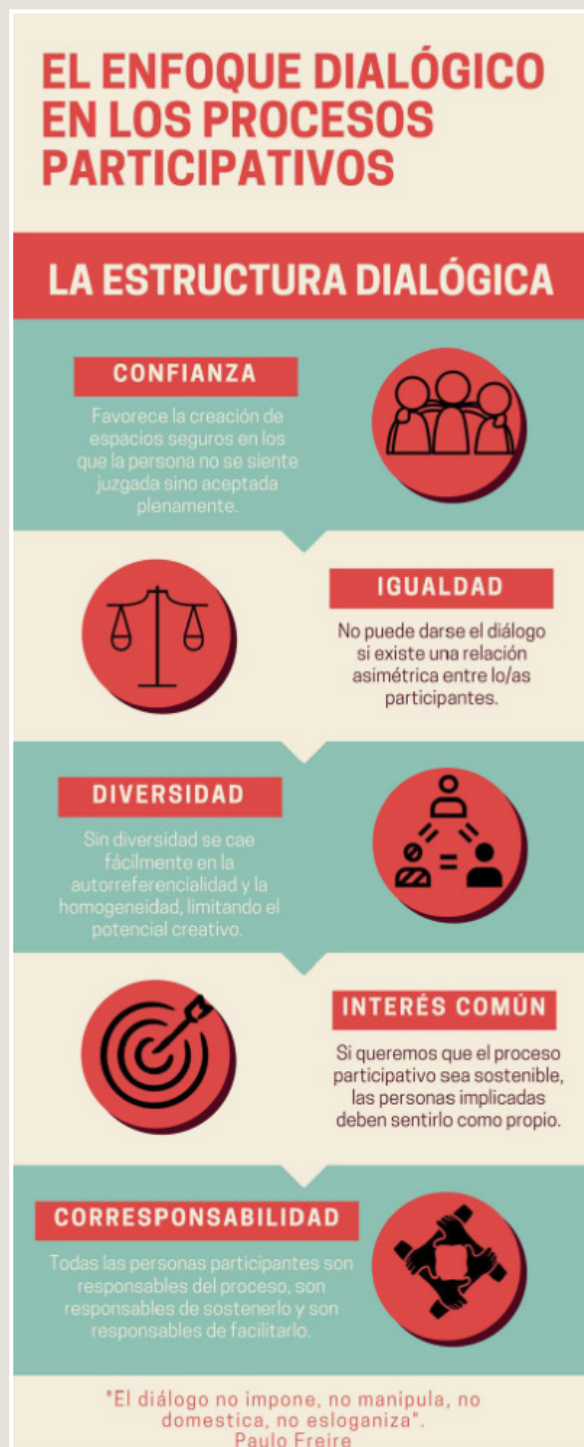 EL ENFOQUE DIALÓGICO
EN LOS PROCESOS
PARTICIPATIVOS
LA ESTRUCTURA DIALÓGICA
CONFIANZA
Favorece la creación de
espacios seguros en los
que la persona no se siente
juzgada sino aceptada
plenamente.
IGUALDAD
No puede darse el diálogo
si existe una relación
asimétrica entre lo/as
participantes.
DIVERSIDAD
Sin diversidad se cae
fácilmente en la
autorreferencialidad y la
homogeneidad, limitando el
potencial creativo.
INTERÉS COMÚN
Si queremos que el proceso
participativo sea sostenible,
las personas implicadas
deben sentirlo como propio.
CORRESPONSABILIDAD
Todas las personas participantes son
responsables del proceso, son
responsables de sostenerlo y son
responsables de facilitarlo.
"El diálogo no impone, no manipula, no
domestica, no esloganiza".
Paulo Freire